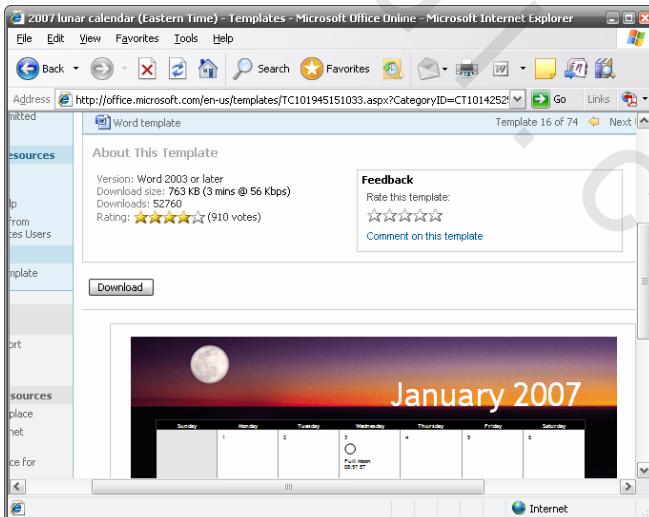 2007 lunar calendar (Eastern Time) - Templates - Microsoft Office Online - Microsoft Internet Explorer
File Edit View Favorites Tools Help
Back Search Favorites
Address http://office.microsoft.com/en-us/templates/TC101945151033.aspx?CategoryID=CT10142525 Go Links
mitted
Word template Template 16 of 74 Next
esources
About This Template
Version: Word 2003 or later
Download size: 763 KB (3 mins @ 56 Kbps)
Downloads: 52760
Rating: (910 votes)
Feedback
Rate this template:
Comment on this template
lp
From
ces Users
mplate
Download
ort
January 2007
sources
place
net
ce for
Sunday Monday Tuesday Wednesday Thursday Friday Saturday
1 2 3 4 5 6
Full Moon
08:57 ET
Internet